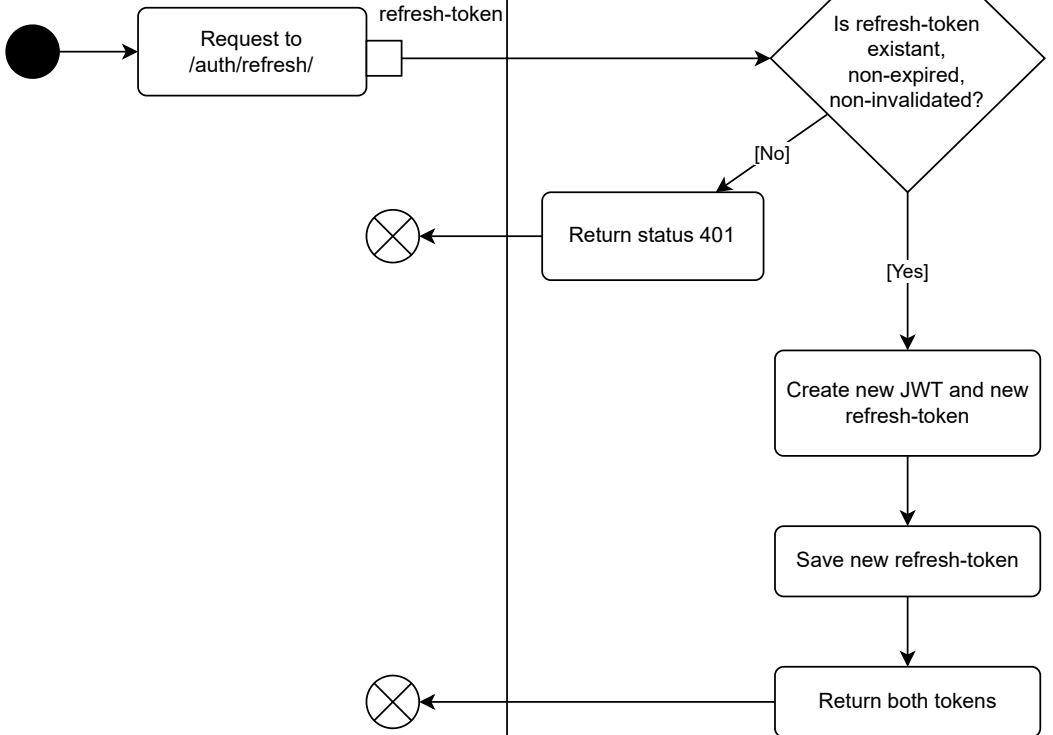 refresh-token
Request to
/auth/refresh/
Is refresh-token
existant,
non-expired,
non-invalidated?
[No]
Return status 401
[Yes]
Create new JWT and new
refresh-token
Save new refresh-token
Return both tokens